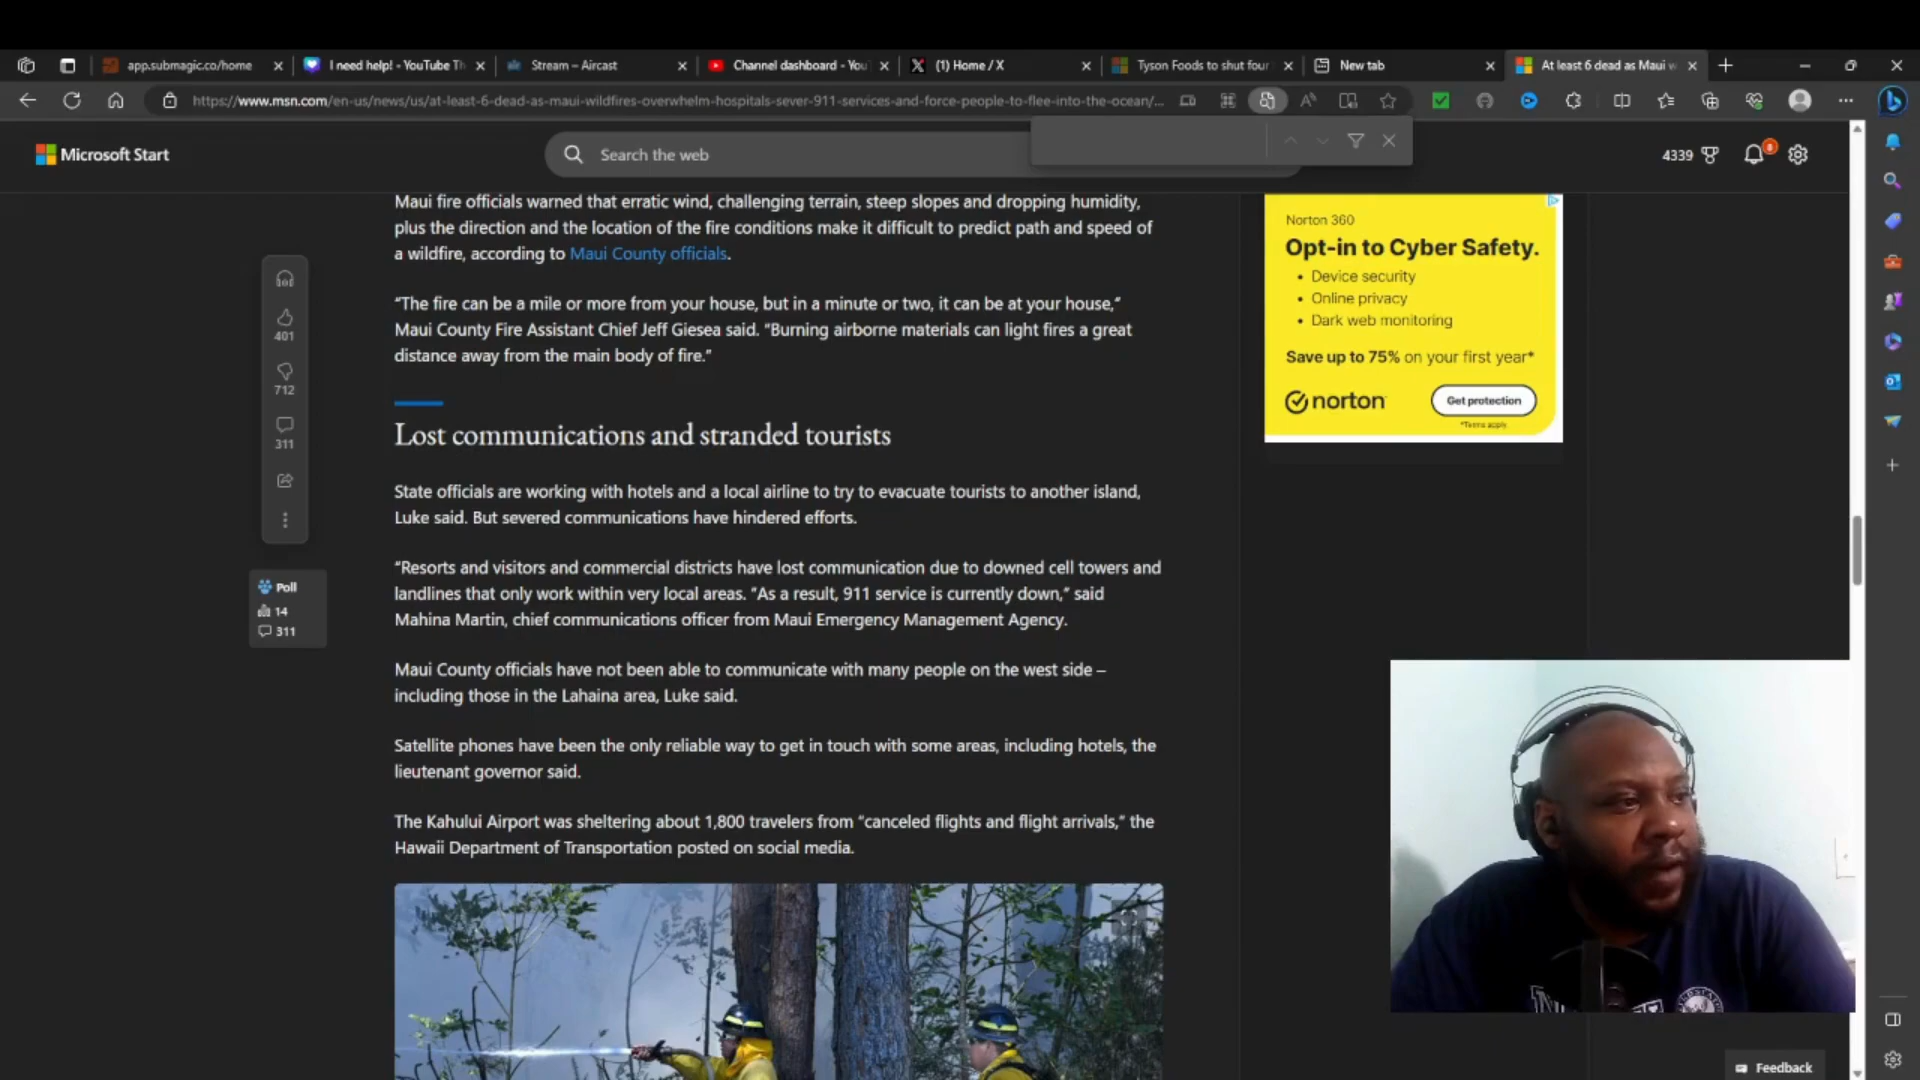 app.submagic.co/home
I need help! - YouTube Th
Stream – Aircast
Channel dashboard - You
(1) Home / X
Tyson Foods to shut four
New tab
At least 6 dead as Maui w
https://www.msn.com/en-us/news/us/at-least-6-dead-as-maui-wildfires-overwhelm-hospitals-sever-911-services-and-force-people-to-flee-into-the-ocean/...
Microsoft Start
Search the web
4339
Maui fire officials warned that erratic wind, challenging terrain, steep slopes and dropping humidity,
plus the direction and the location of the fire conditions make it difficult to predict path and speed of
a wildfire, according to Maui County officials.
“The fire can be a mile or more from your house, but in a minute or two, it can be at your house,”
Maui County Fire Assistant Chief Jeff Giesea said. “Burning airborne materials can light fires a great
distance away from the main body of fire.”
401
712
311
Lost communications and stranded tourists
State officials are working with hotels and a local airline to try to evacuate tourists to another island,
Luke said. But severed communications have hindered efforts.
“Resorts and visitors and commercial districts have lost communication due to downed cell towers and
landlines that only work within very local areas. “As a result, 911 service is currently down,” said
Mahina Martin, chief communications officer from Maui Emergency Management Agency.
Poll
14
311
Maui County officials have not been able to communicate with many people on the west side –
including those in the Lahaina area, Luke said.
Satellite phones have been the only reliable way to get in touch with some areas, including hotels, the
lieutenant governor said.
The Kahului Airport was sheltering about 1,800 travelers from “canceled flights and flight arrivals,” the
Hawaii Department of Transportation posted on social media.
Norton 360
Opt-in to Cyber Safety.
• Device security
• Online privacy
• Dark web monitoring
Save up to 75% on your first year*
norton
Get protection
*Terms apply.
Feedback